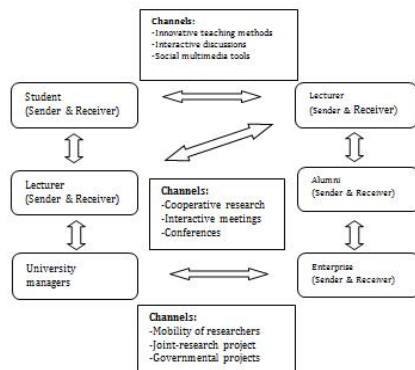 Channels:
-Innovative teaching methods
-Interactive discussions
-Social multimedia tools
Student
(Sender & Receiver)
Lecturer
(Sender & Receiver)
Lecturer
(Sender & Receiver)
Channels:
-Cooperative research
-Interactive meetings
-Conferences
Alumni
(Sender & Receiver)
University
managers
Enterprise
(Sender & Receiver)
Channels:
-Mobility of researchers
-Joint-research project
-Governmental projects